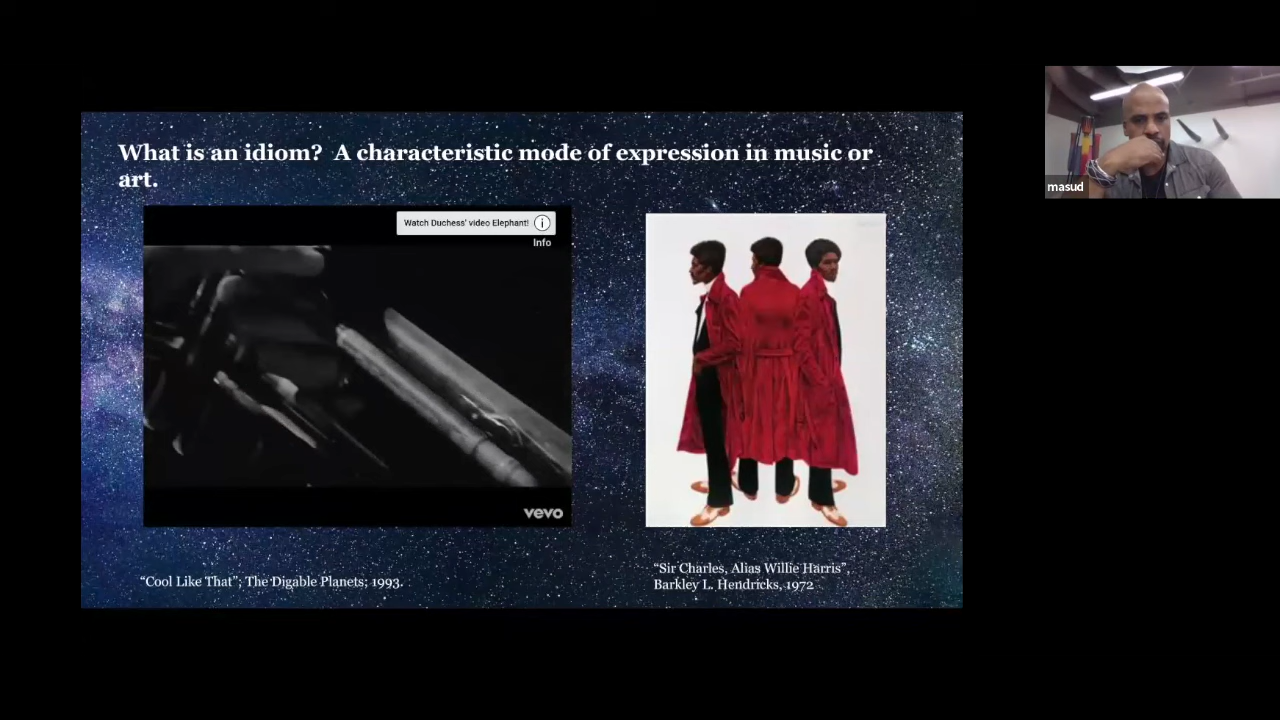 What is an idiom?  A characteristic mode of expression in music or
art.
Watch Duchess' video Elephant!
Info
vevo
"Cool Like That"; The Digable Planets; 1993.
"Sir Charles, Alias Willie Harris",
Barkley L. Hendricks, 1972
masud